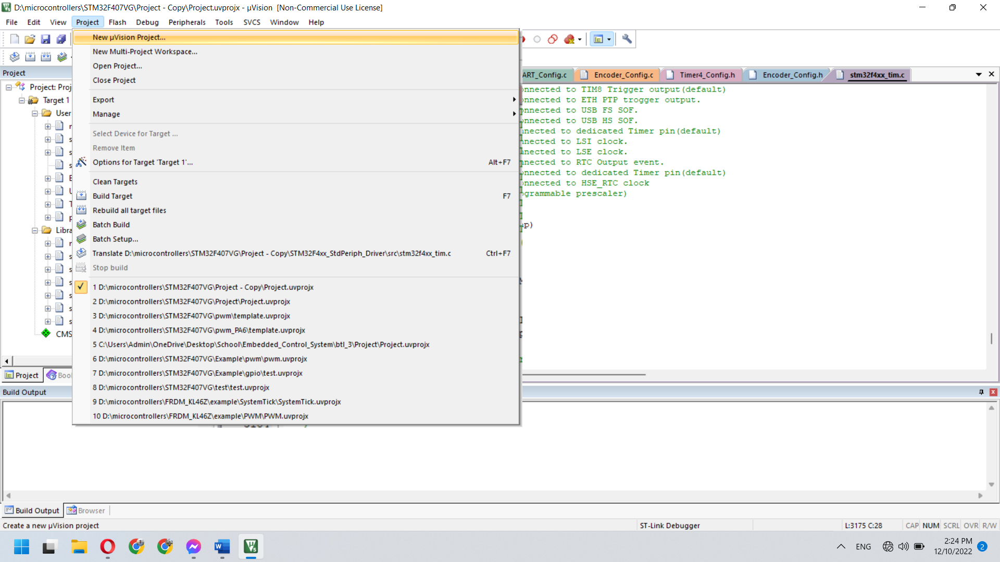 D:\microcontrollers\STM32F407VG\Project - Copy\Project.uvprojx - µVision [Non-Commercial Use License]
File Edit View Project Flash Debug Peripherals Tools SVCS Window Help
New µVision Project...
New Multi-Project Workspace...
Open Project...
Close Project
Export
Manage
Select Device for Target ...
Remove Item
Options for Target 'Target 1'... Alt+F7
Clean Targets
Build Target F7
Rebuild all target files
Batch Build
Batch Setup...
Translate D:\microcontrollers\STM32F407VG\Project - Copy\STM32F4xx_StdPeriph_Driver\src\stm32f4xx_tim.c Ctrl+F7
Stop build
1 D:\microcontrollers\STM32F407VG\Project - Copy\Project.uvprojx
2 D:\microcontrollers\STM32F407VG\Project\Project.uvprojx
3 D:\microcontrollers\STM32F407VG\pwm\template.uvprojx
4 D:\microcontrollers\STM32F407VG\pwm_PA6\template.uvprojx
5 C:\Users\Admin\OneDrive\Desktop\School\Embedded_Control_System\btl_3\Project\Project.uvprojx
6 D:\microcontrollers\STM32F407VG\Example\pwm\pwm.uvprojx
7 D:\microcontrollers\STM32F407VG\Example\gpio\test.uvprojx
8 D:\microcontrollers\STM32F407VG\test\test.uvprojx
9 D:\microcontrollers\FRDM_KL46Z\example\SystemTick\SystemTick.uvprojx
10 D:\microcontrollers\FRDM_KL46Z\example\PWM\PWM.uvprojx
Project
Project: Proj
Target 1
User
Libra
CMS
Project Boo
ART_Config.c Encoder_Config.c Timer4_Config.h Encoder_Config.h stm32f4xx_tim.c
onnected to TIM8 Trigger output(default)
onnected to ETH PTP trogger output.
onnected to USB FS SOF.
onnected to USB HS SOF.
nnected to dedicated Timer pin(default)
nnected to LSI clock.
nnected to LSE clock.
nnected to RTC Output event.
onnected to dedicated Timer pin(default)
onnected to HSE_RTC clock
ogrammable prescaler)
p)
Build Output
Build Output Browser
Create a new µVision project ST-Link Debugger L:3175 C:28 CAP NUM SCRL OVR R/W
ENG 2:24 PM
12/10/2022 2